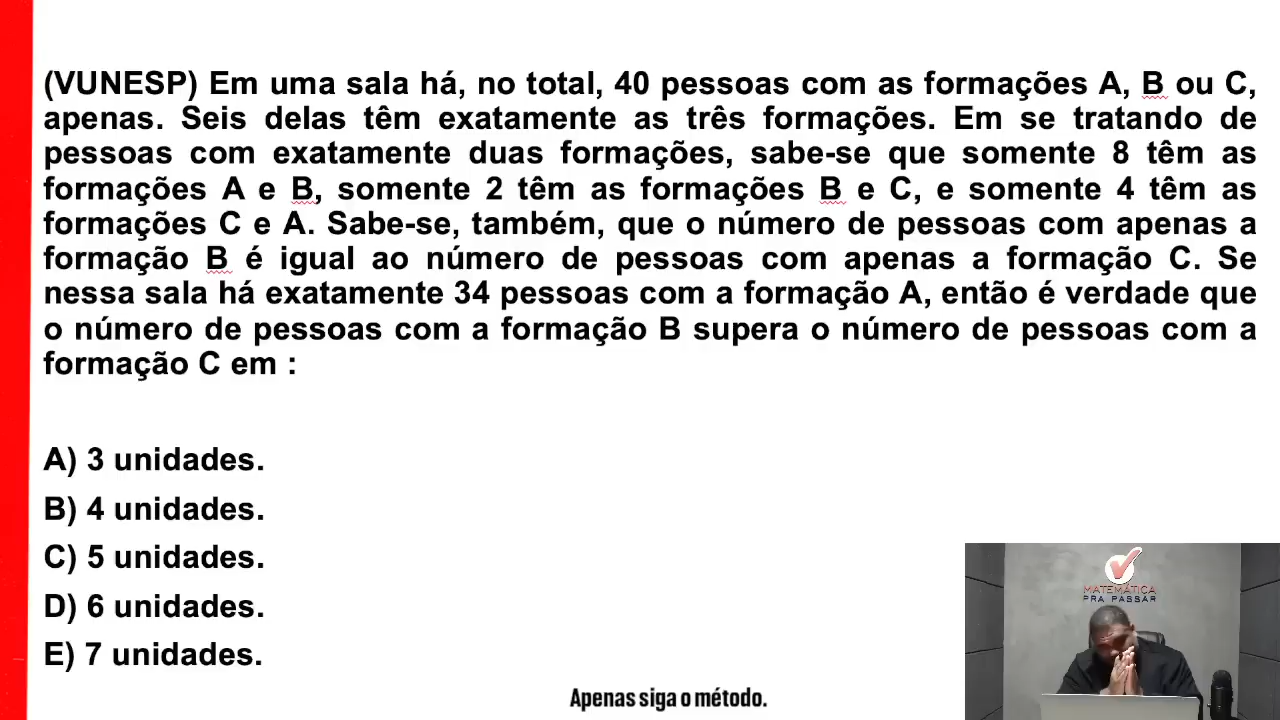 (VUNESP) Em uma sala há, no total, 40 pessoas com as formações A, B ou C,
apenas. Seis delas têm exatamente as três formações. Em se tratando de
pessoas com exatamente duas formações, sabe-se que somente 8 têm as
formações A e B, somente 2 têm as formações B e C, e somente 4 têm as
formações C e A. Sabe-se, também, que o número de pessoas com apenas a
formação B é igual ao número de pessoas com apenas a formação C. Se
nessa sala há exatamente 34 pessoas com a formação A, então é verdade que
o número de pessoas com a formação B supera o número de pessoas com a
formação C em :
A) 3 unidades.
B) 4 unidades.
C) 5 unidades.
D) 6 unidades.
E) 7 unidades.
MATEMÁTICA
PRA PASSAR
Apenas siga o método.